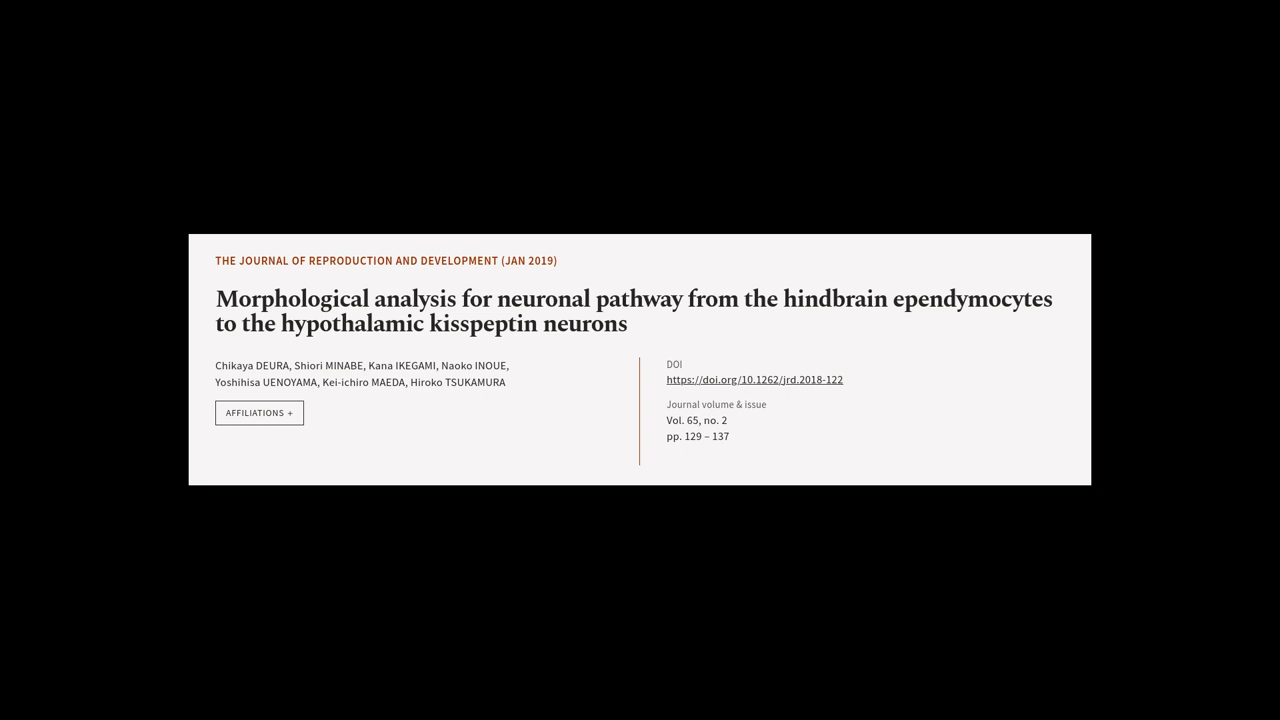 THE JOURNAL OF REPRODUCTION AND DEVELOPMENT (JAN 2019)
Morphological analysis for neuronal pathway from the hindbrain ependymocytes
to the hypothalamic kisspeptin neurons
Chikaya DEURA, Shiori MINABE, Kana IKEGAMI, Naoko INOUE,
Yoshihisa UENOYAMA, Kei-ichiro MAEDA, Hiroko TSUKAMURA
AFFILIATIONS +
DOI
https://doi.org/10.1262/jrd.2018-122
Journal volume & issue
Vol. 65, no. 2
pp. 129 – 137